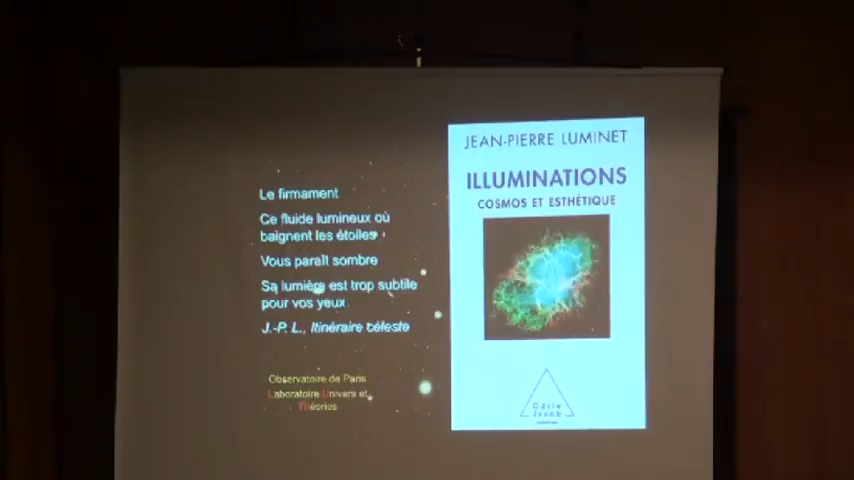 Le firmament
Ce fluide lumineux où
baignent les étoiles
Vous paraît sombre
Sa lumière est trop subtile
pour vos yeux
J.-P. L., Itinéraire céleste
Observatoire de Paris
Laboratoire Univers et
Théories
JEAN-PIERRE LUMINET
ILLUMINATIONS
COSMOS ET ESTHÉTIQUE
Odile
Jacob